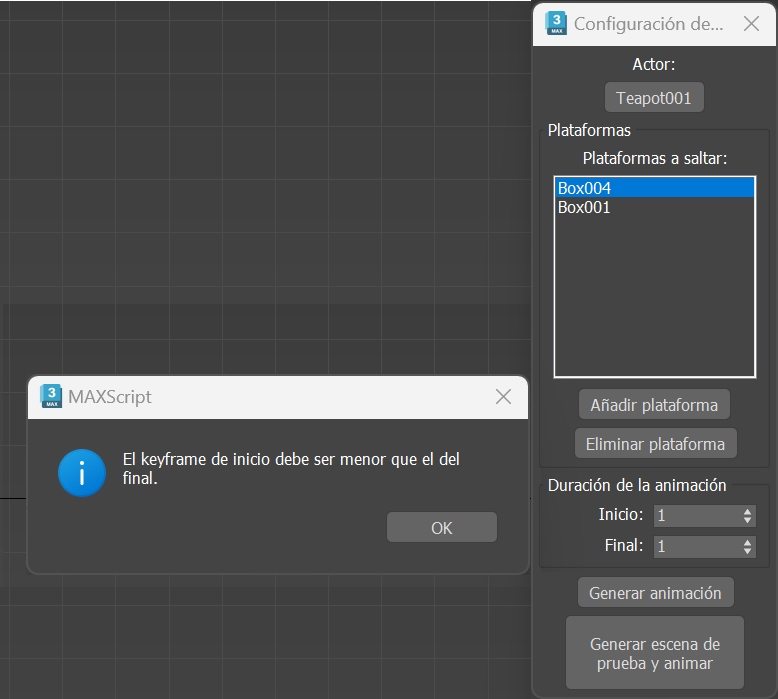 3
MAX
Configuración de...
Actor:
Teapot001
Plataformas
Plataformas a saltar:
Box004
Box001
Añadir plataforma
Eliminar plataforma
Duración de la animación
Inicio: 1
Final: 1
Generar animación
Generar escena de
prueba y animar
3
MAX
MAXScript
i
El keyframe de inicio debe ser menor que el del
final.
OK